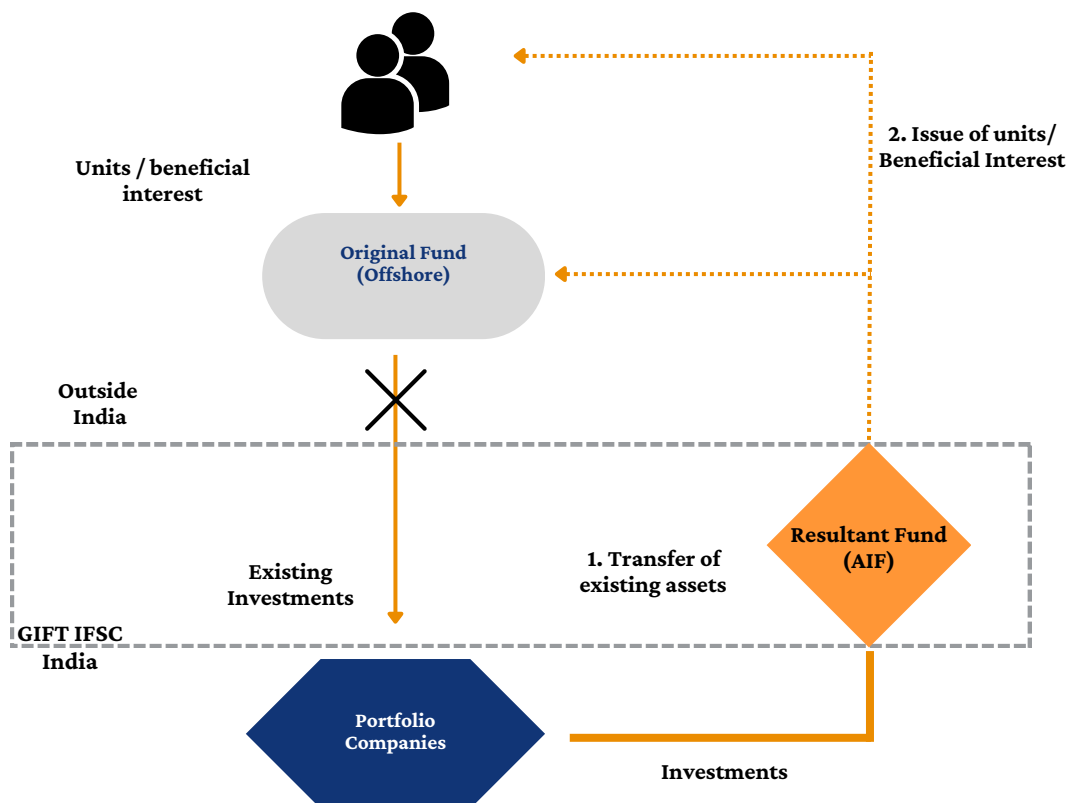 2. Issue of units/
Beneficial Interest
Units / beneficial
interest
Original Fund
(Offshore)
Outside
India
Resultant Fund
(AIF)
1. Transfer of
existing assets
Existing
Investments
GIFT IFSC
India
Portfolio
Companies
Investments